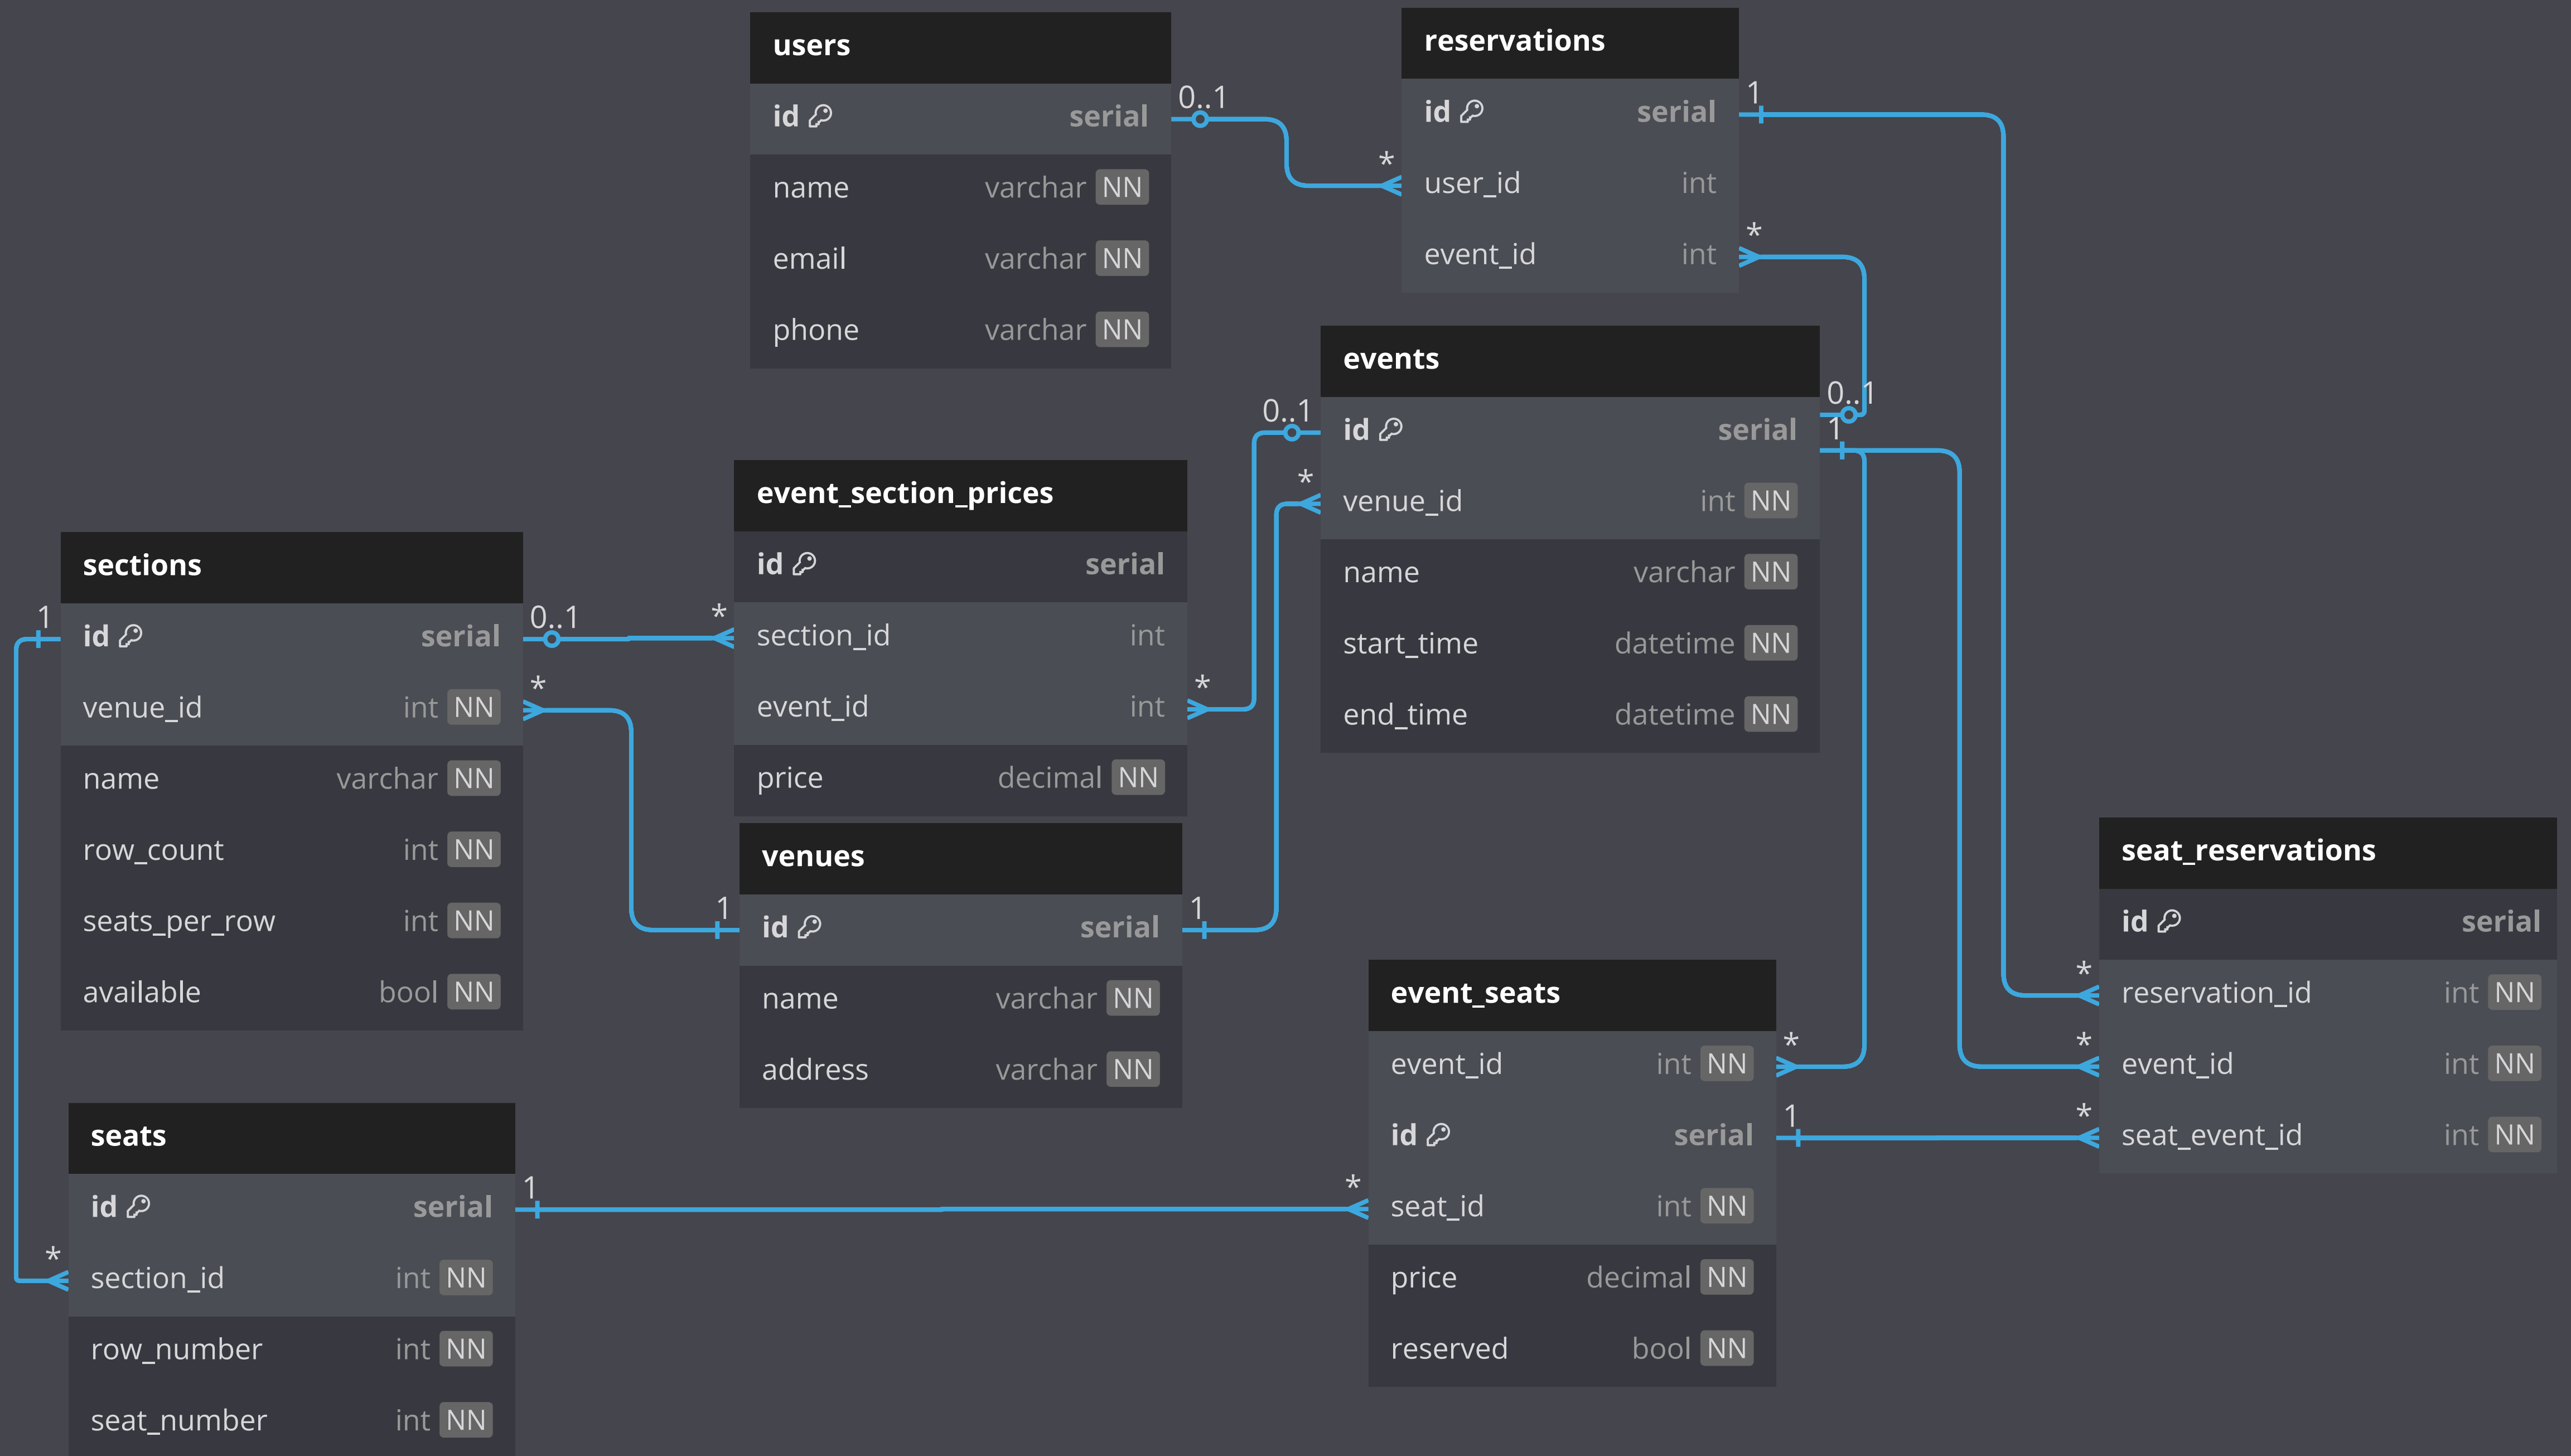 users
id serial
name varchar NN
email varchar NN
phone varchar NN
0..1
*
reservations
id serial
user_id int
event_id int
1
*
events
id serial
venue_id int NN
name varchar NN
start_time datetime NN
end_time datetime NN
0..1
*
0..1
1
event_section_prices
id serial
section_id int
event_id int
price decimal NN
*
*
sections
id serial
venue_id int NN
name varchar NN
row_count int NN
seats_per_row int NN
available bool NN
1
0..1
*
venues
id serial
name varchar NN
address varchar NN
1
1
seat_reservations
id serial
reservation_id int NN
event_id int NN
seat_event_id int NN
*
*
*
event_seats
event_id int NN
id serial
seat_id int NN
price decimal NN
reserved bool NN
*
1
*
seats
id serial
section_id int NN
row_number int NN
seat_number int NN
1
*